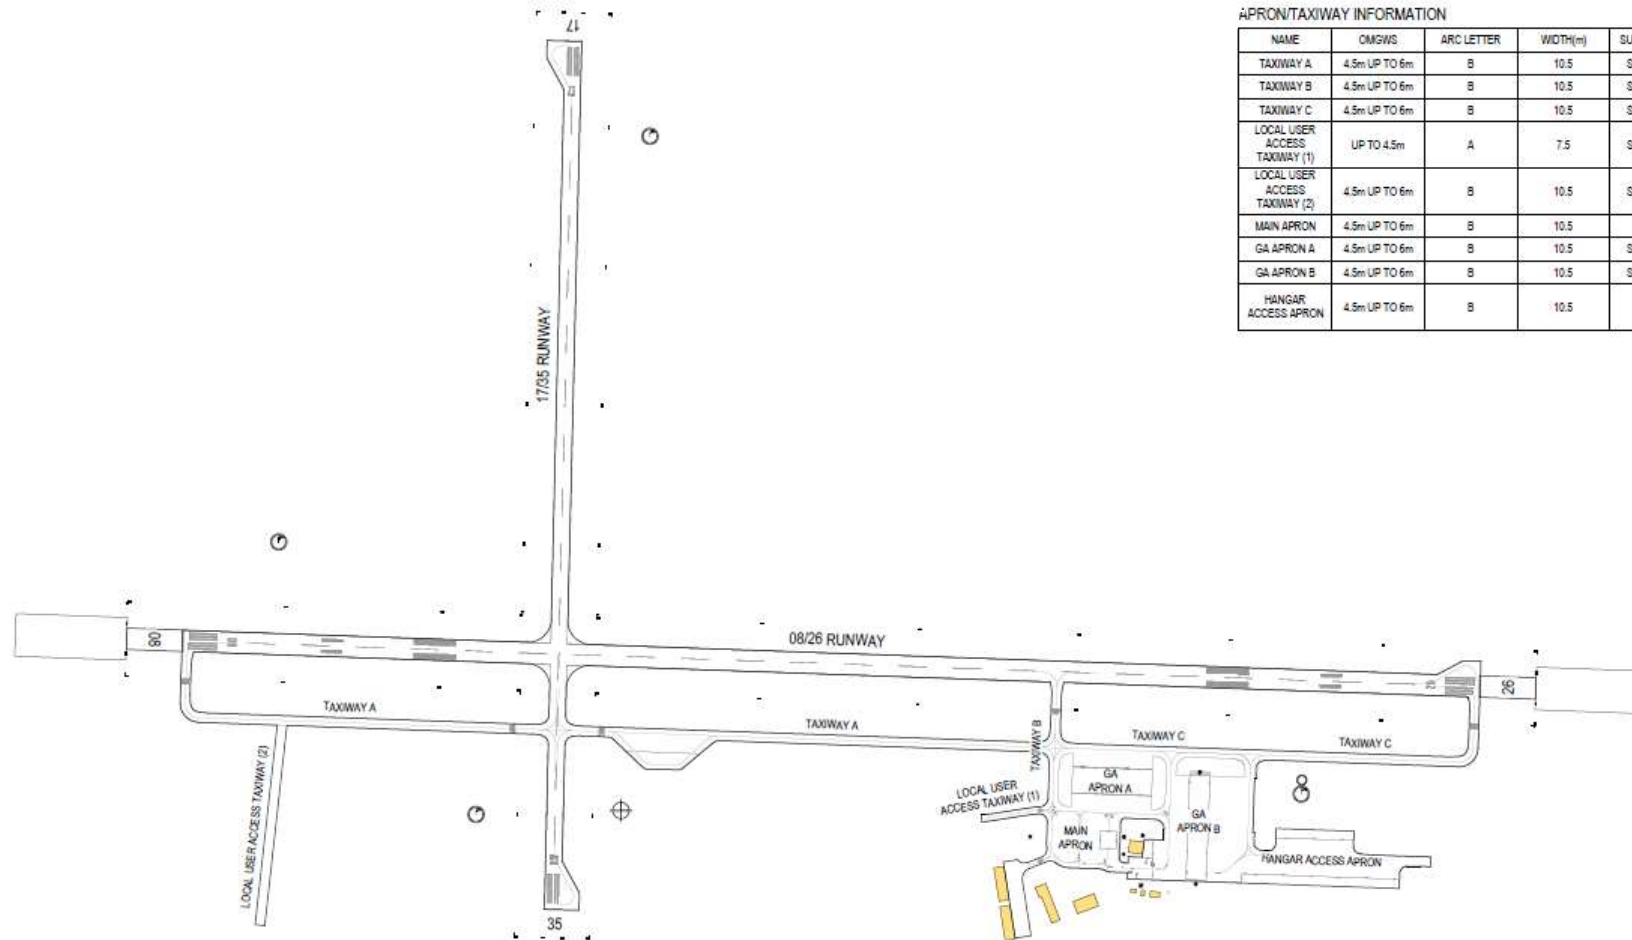 17
APRON/TAXIWAY INFORMATION
NAME OMGWS ARC LETTER WIDTH(m) SU
TAXIWAY A 4.5m UP TO 6m B 10.5 S
TAXIWAY B 4.5m UP TO 6m B 10.5 S
TAXIWAY C 4.5m UP TO 6m B 10.5 S
LOCAL USER
ACCESS
TAXIWAY (1)
UP TO 4.5m A 7.5 S
LOCAL USER
ACCESS
TAXIWAY (2)
4.5m UP TO 6m B 10.5 S
MAIN APRON 4.5m UP TO 6m B 10.5
GA APRON A 4.5m UP TO 6m B 10.5 S
GA APRON B 4.5m UP TO 6m B 10.5 S
HANGAR
ACCESS APRON
4.5m UP TO 6m B 10.5
17/35 RUNWAY
08
08/26 RUNWAY
26
TAXIWAY A
TAXIWAY A
TAXIWAY B
TAXIWAY C
TAXIWAY C
LOCAL USER ACCESS TAXIWAY (2)
LOCAL USER
ACCESS TAXIWAY (1)
GA
APRON A
GA
APRON B
MAIN
APRON
HANGAR ACCESS APRON
35